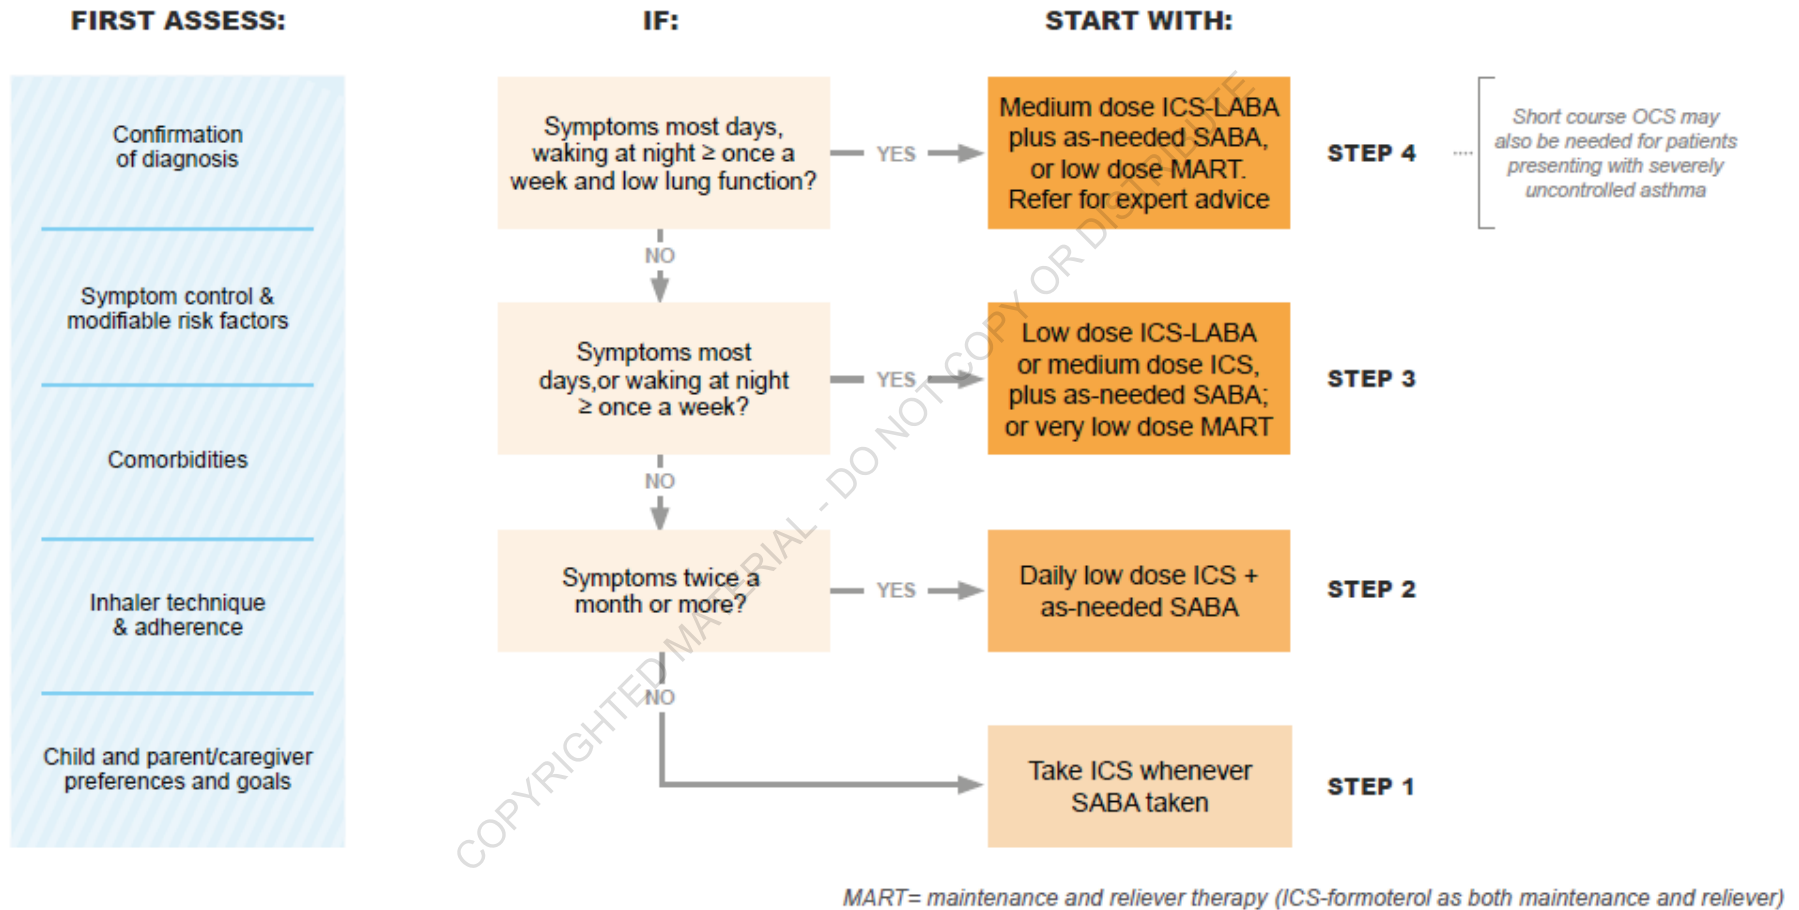 FIRST ASSESS:
IF:
START WITH:
Confirmation
of diagnosis
Symptom control &
modifiable risk factors
Comorbidities
Inhaler technique
& adherence
Child and parent/caregiver
preferences and goals
Symptoms most days,
waking at night ≥ once a
week and low lung function?
YES
Medium dose ICS-LABA
plus as-needed SABA,
or low dose MART.
Refer for expert advice
STEP 4
Short course OCS may
also be needed for patients
presenting with severely
uncontrolled asthma
NO
Symptoms most
days,or waking at night
≥ once a week?
YES
Low dose ICS-LABA
or medium dose ICS,
plus as-needed SABA;
or very low dose MART
STEP 3
NO
Symptoms twice a
month or more?
YES
Daily low dose ICS +
as-needed SABA
STEP 2
NO
Take ICS whenever
SABA taken
STEP 1
MART= maintenance and reliever therapy (ICS-formoterol as both maintenance and reliever)
COPYRIGHTED MATERIAL - DO NOT COPY OR DISTRIBUTE